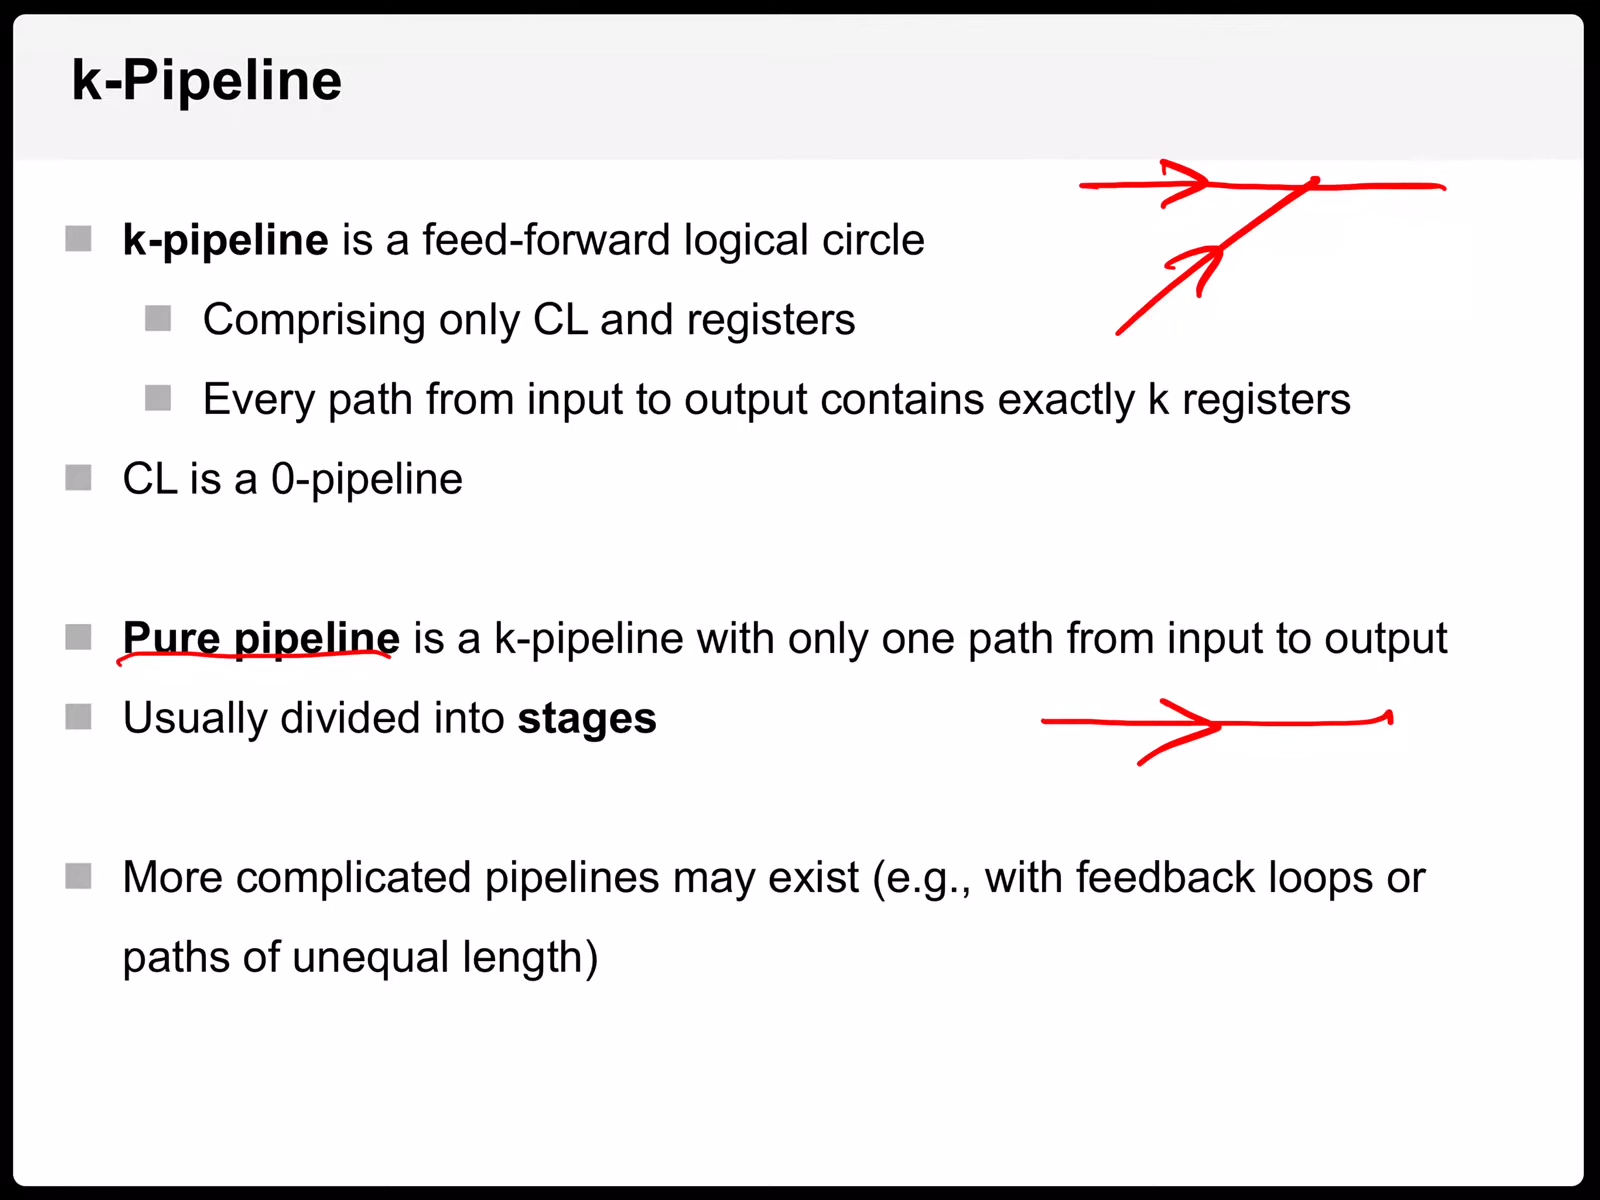 k-Pipeline
k-pipeline is a feed-forward logical circle
Comprising only CL and registers
Every path from input to output contains exactly k registers
CL is a 0-pipeline
Pure pipeline is a k-pipeline with only one path from input to output
Usually divided into stages
More complicated pipelines may exist (e.g., with feedback loops or
paths of unequal length)